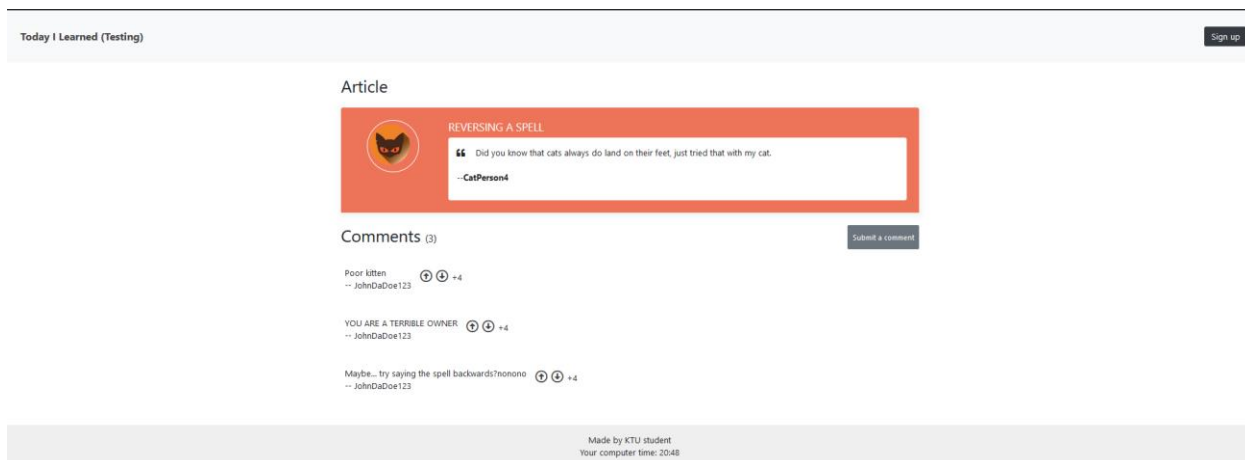 Today I Learned (Testing)
Sign up
Article
REVERSING A SPELL
Did you know that cats always do land on their feet, just tried that with my cat.
--CatPerson4
Comments (3)
Submit a comment
Poor kitten
-- JohnDaDoe123
+4
YOU ARE A TERRIBLE OWNER
-- JohnDaDoe123
+4
Maybe... try saying the spell backwards?nonono
-- JohnDaDoe123
+4
Made by KTU student
Your computer time: 20:48